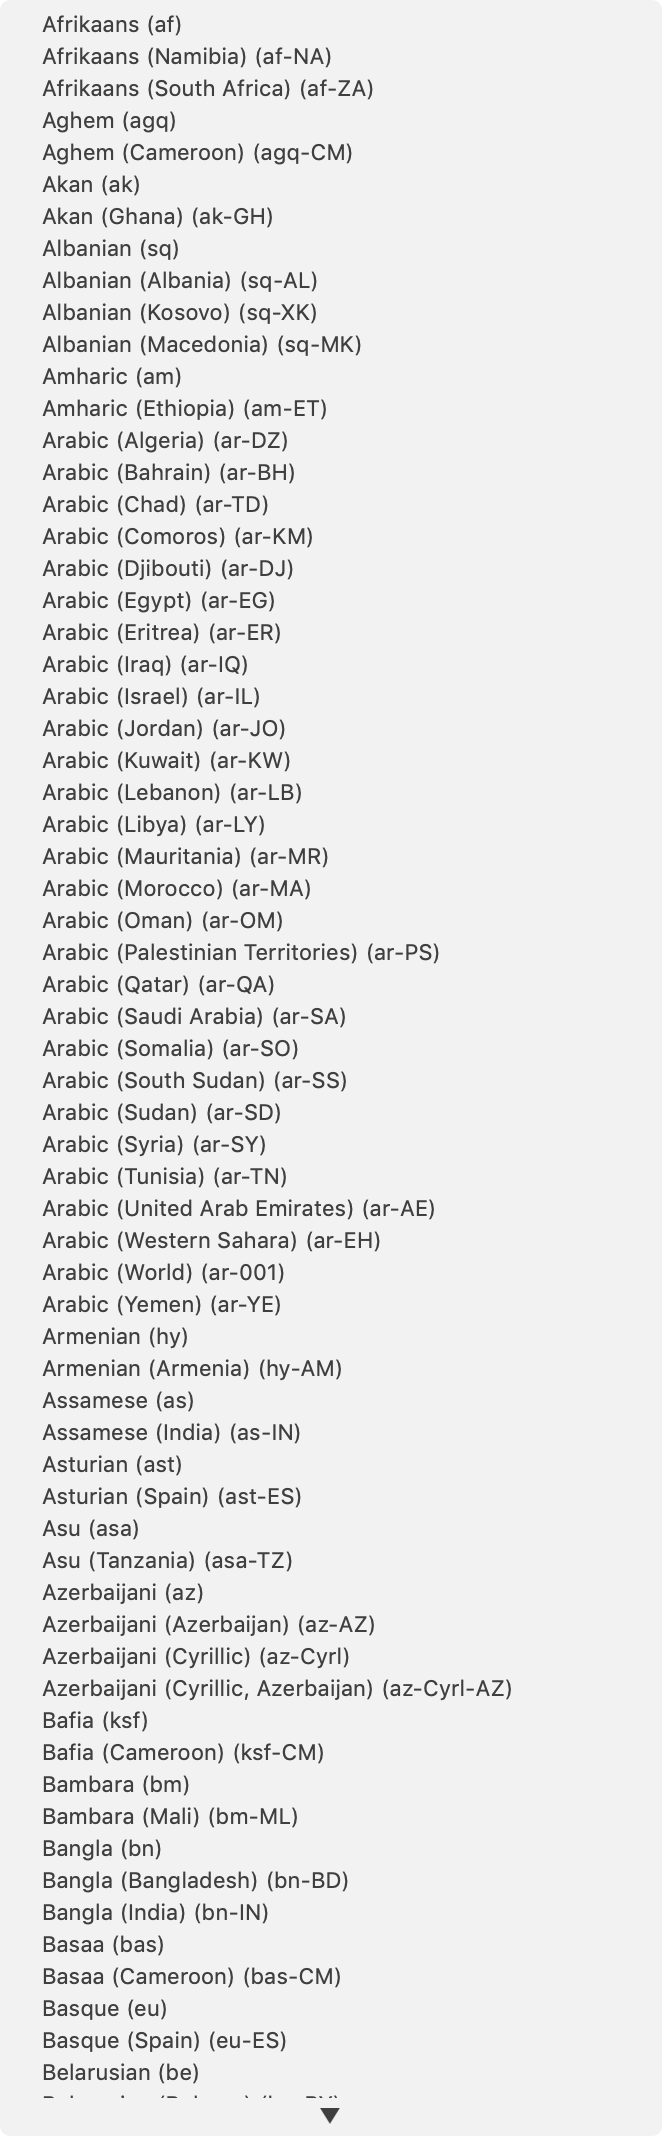 Afrikaans (af)
Afrikaans (Namibia) (af-NA)
Afrikaans (South Africa) (af-ZA)
Aghem (agq)
Aghem (Cameroon) (agq-CM)
Akan (ak)
Akan (Ghana) (ak-GH)
Albanian (sq)
Albanian (Albania) (sq-AL)
Albanian (Kosovo) (sq-XK)
Albanian (Macedonia) (sq-MK)
Amharic (am)
Amharic (Ethiopia) (am-ET)
Arabic (Algeria) (ar-DZ)
Arabic (Bahrain) (ar-BH)
Arabic (Chad) (ar-TD)
Arabic (Comoros) (ar-KM)
Arabic (Djibouti) (ar-DJ)
Arabic (Egypt) (ar-EG)
Arabic (Eritrea) (ar-ER)
Arabic (Iraq) (ar-IQ)
Arabic (Israel) (ar-IL)
Arabic (Jordan) (ar-JO)
Arabic (Kuwait) (ar-KW)
Arabic (Lebanon) (ar-LB)
Arabic (Libya) (ar-LY)
Arabic (Mauritania) (ar-MR)
Arabic (Morocco) (ar-MA)
Arabic (Oman) (ar-OM)
Arabic (Palestinian Territories) (ar-PS)
Arabic (Qatar) (ar-QA)
Arabic (Saudi Arabia) (ar-SA)
Arabic (Somalia) (ar-SO)
Arabic (South Sudan) (ar-SS)
Arabic (Sudan) (ar-SD)
Arabic (Syria) (ar-SY)
Arabic (Tunisia) (ar-TN)
Arabic (United Arab Emirates) (ar-AE)
Arabic (Western Sahara) (ar-EH)
Arabic (World) (ar-001)
Arabic (Yemen) (ar-YE)
Armenian (hy)
Armenian (Armenia) (hy-AM)
Assamese (as)
Assamese (India) (as-IN)
Asturian (ast)
Asturian (Spain) (ast-ES)
Asu (asa)
Asu (Tanzania) (asa-TZ)
Azerbaijani (az)
Azerbaijani (Azerbaijan) (az-AZ)
Azerbaijani (Cyrillic) (az-Cyrl)
Azerbaijani (Cyrillic, Azerbaijan) (az-Cyrl-AZ)
Bafia (ksf)
Bafia (Cameroon) (ksf-CM)
Bambara (bm)
Bambara (Mali) (bm-ML)
Bangla (bn)
Bangla (Bangladesh) (bn-BD)
Bangla (India) (bn-IN)
Basaa (bas)
Basaa (Cameroon) (bas-CM)
Basque (eu)
Basque (Spain) (eu-ES)
Belarusian (be)